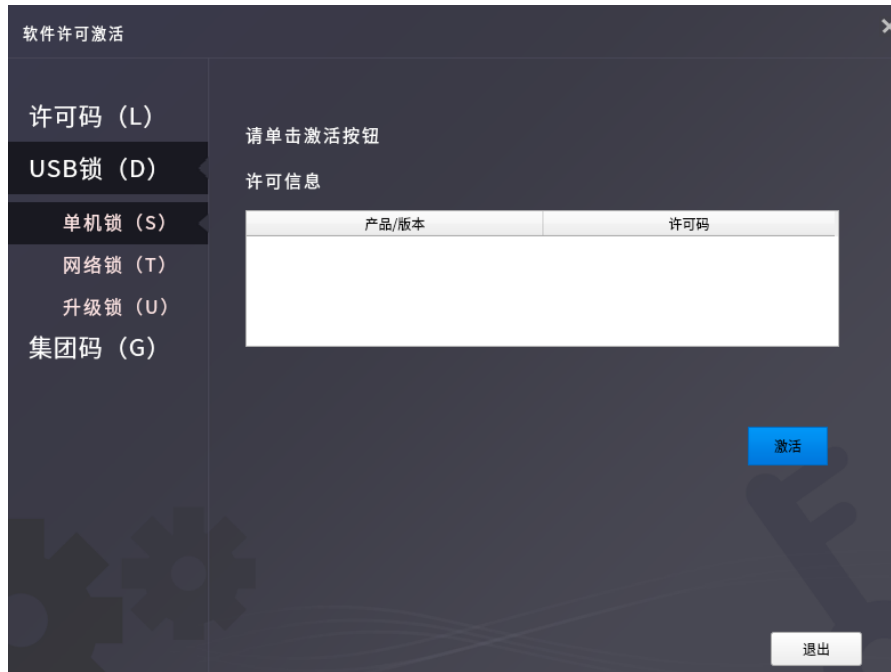 软件许可激活
许可码（L）
USB锁（D）
单机锁（S）
网络锁（T）
升级锁（U）
集团码（G）
请单击激活按钮
许可信息
产品/版本 许可码
激活
退出